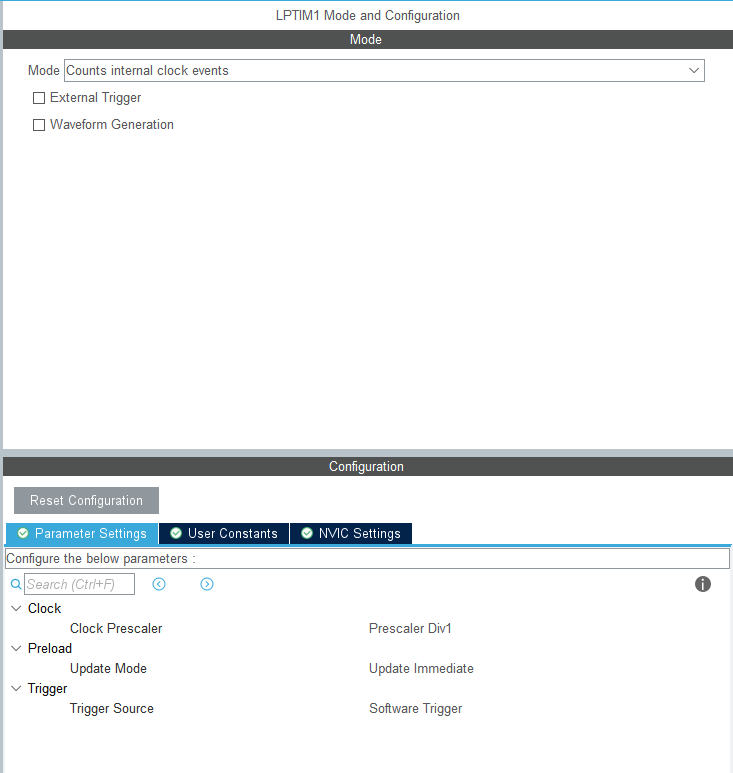 LPTIM1 Mode and Configuration
Mode
Mode Counts internal clock events
External Trigger
Waveform Generation
Configuration
Reset Configuration
Parameter Settings User Constants NVIC Settings
Configure the below parameters :
Search (Ctrl+F)
Clock
Clock Prescaler Prescaler Div1
Preload
Update Mode Update Immediate
Trigger
Trigger Source Software Trigger